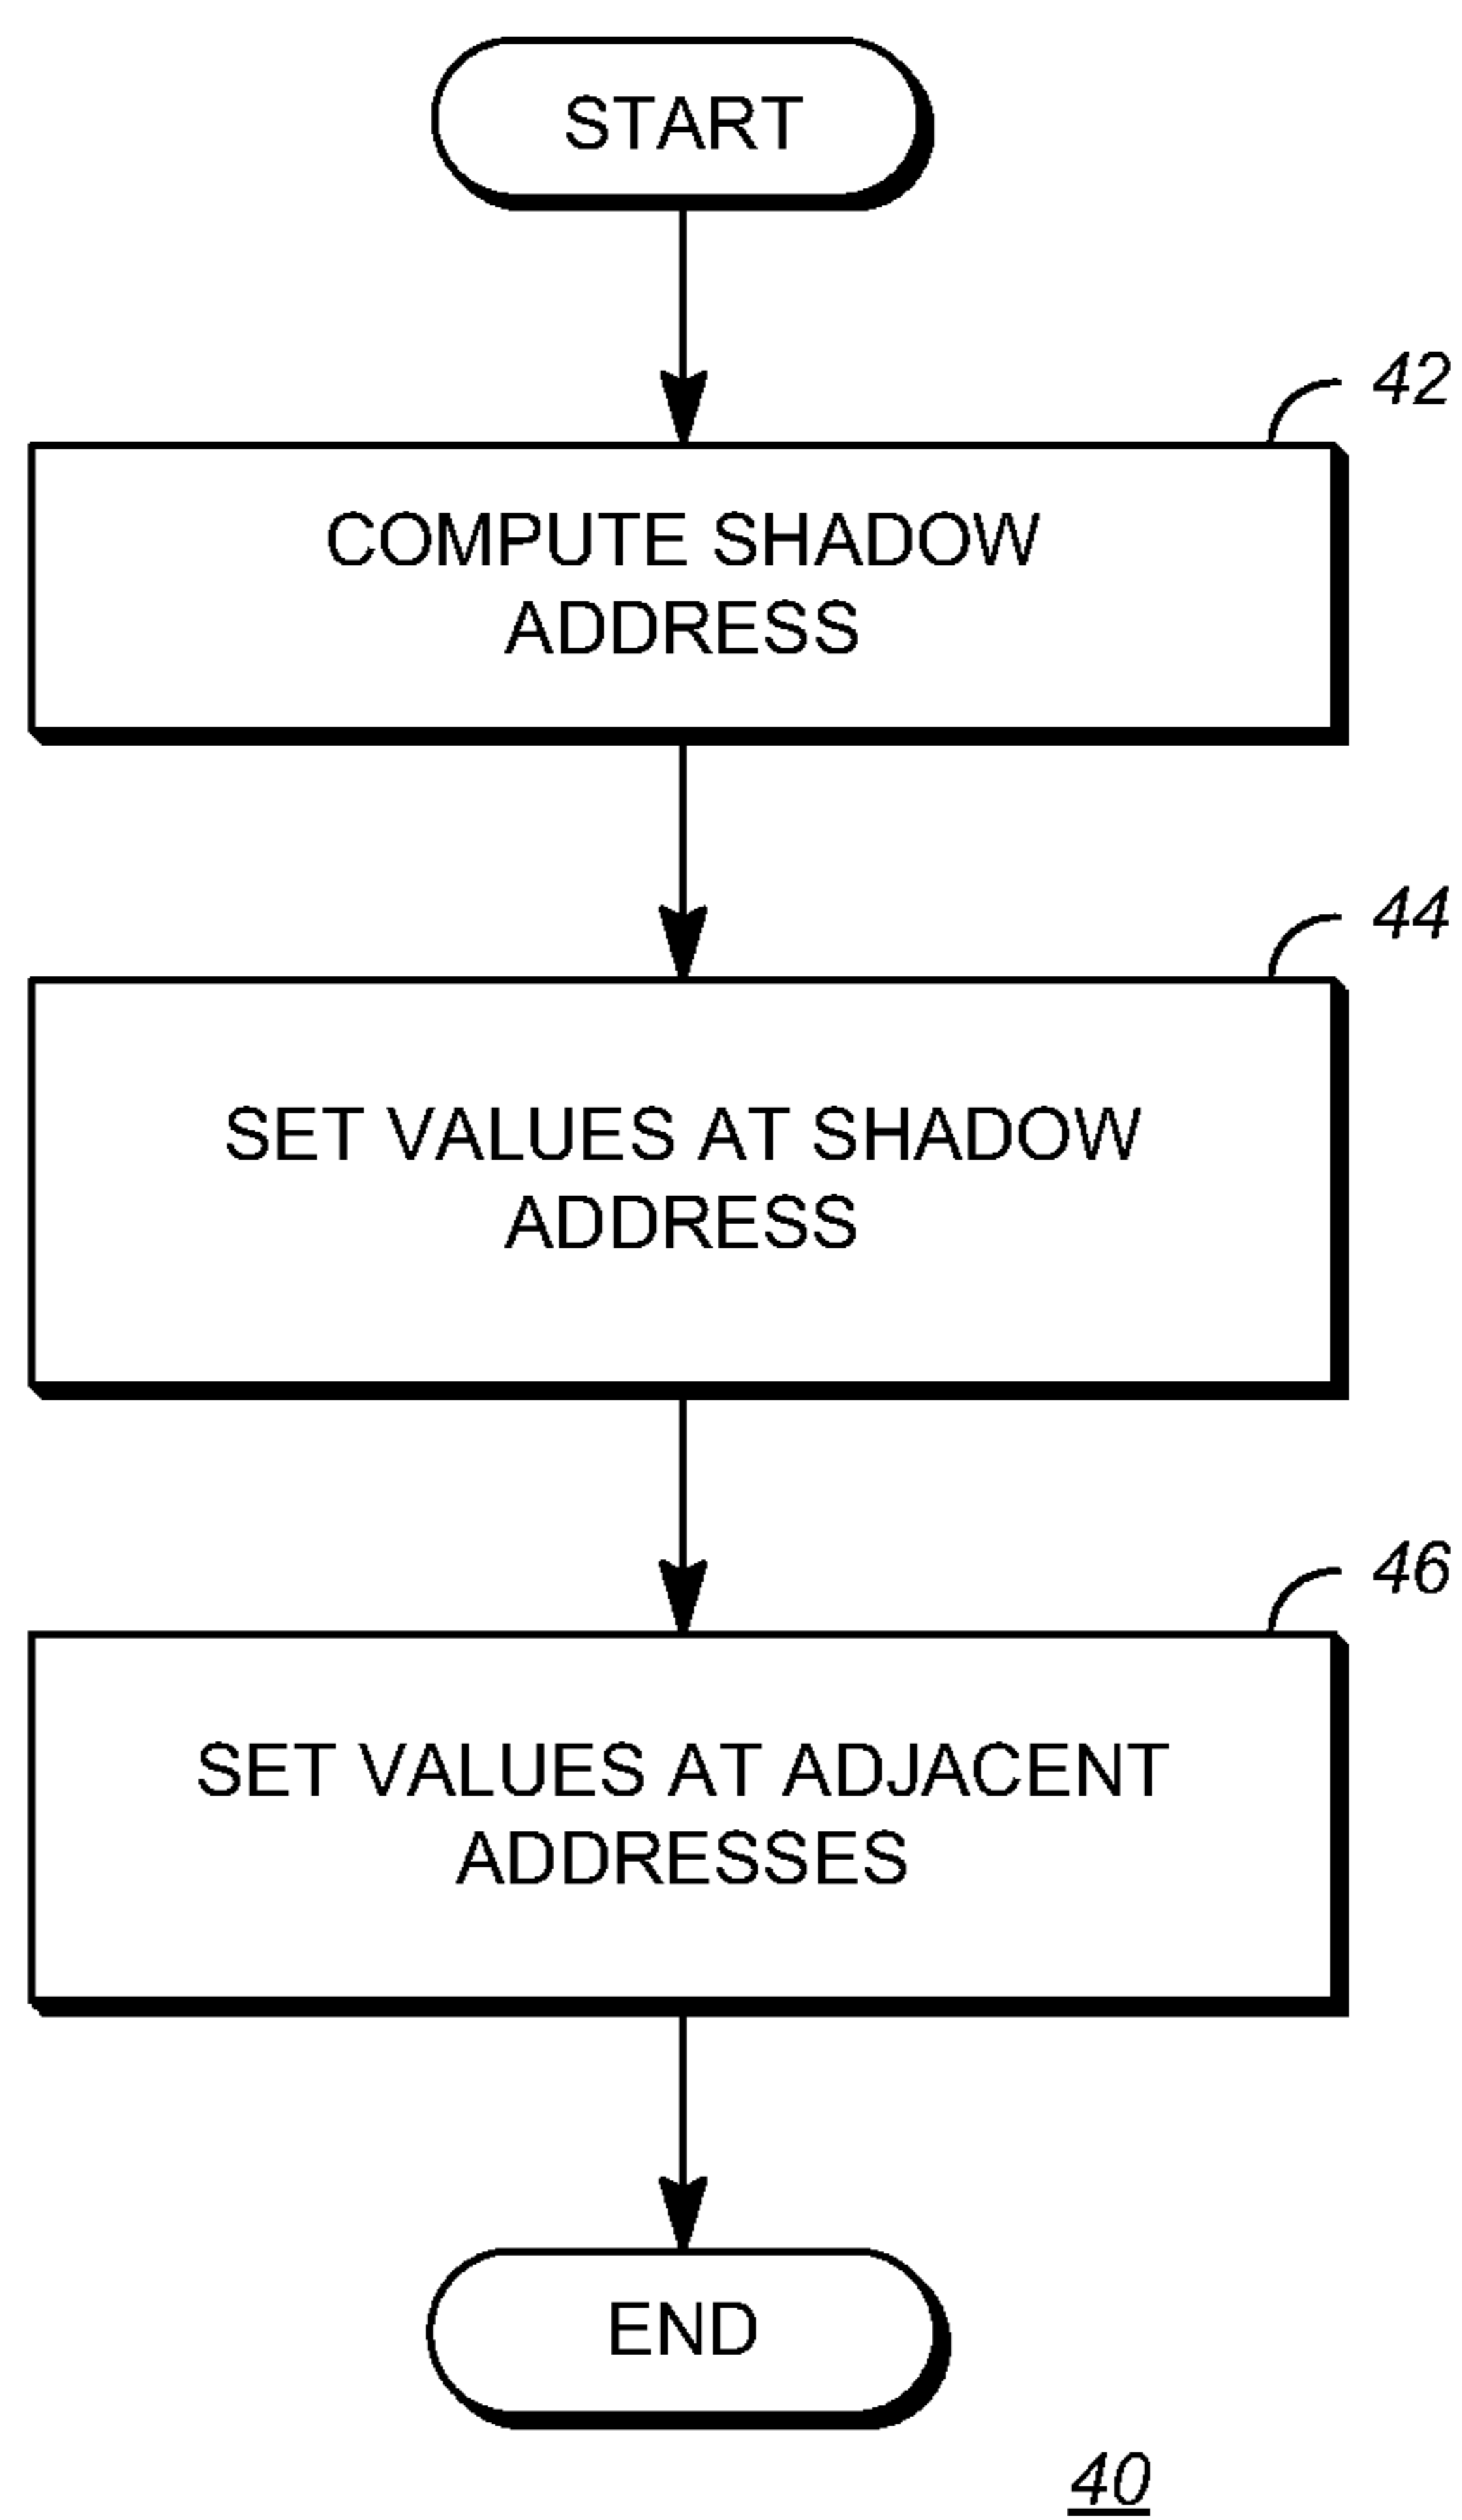 START
42
COMPUTE SHADOW
ADDRESS
44
SET VALUES AT SHADOW
ADDRESS
46
SET VALUES AT ADJACENT
ADDRESSES
END
40